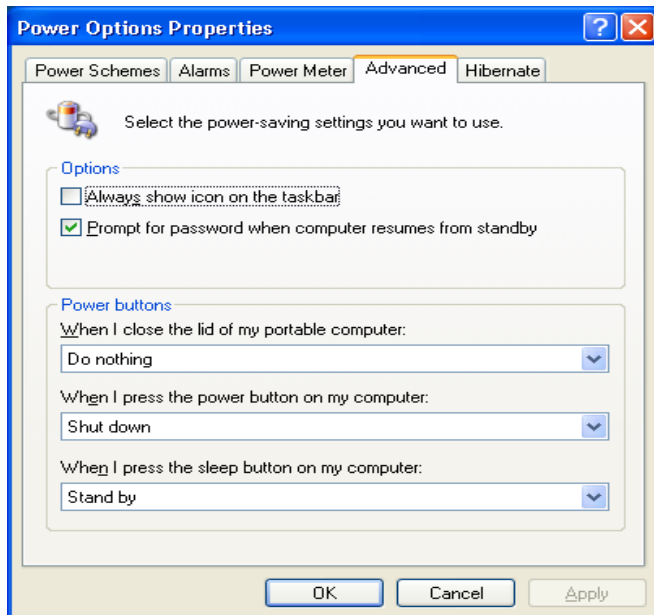 Power Options Properties
Power Schemes Alarms Power Meter Advanced Hibernate
Select the power-saving settings you want to use.
Options
Always show icon on the taskbar
Prompt for password when computer resumes from standby
Power buttons
When I close the lid of my portable computer:
Do nothing
When I press the power button on my computer:
Shut down
When I press the sleep button on my computer:
Stand by
OK Cancel Apply